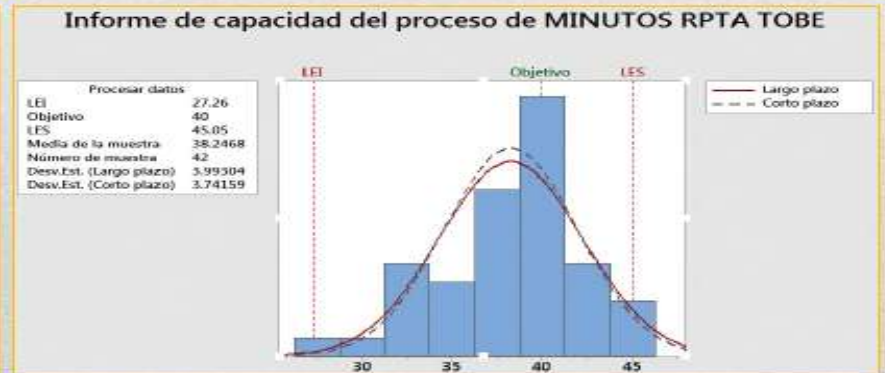 Informe de capacidad del proceso de MINUTOS RPTA TOBE
LEI Objetivo LES
Procesar datos
LEI 27.26
Objetivo 40
LES 45.05
Media de la muestra 38.2468
Número de muestra 42
Desv.Est. (Largo plazo) 3.99304
Desv.Est. (Corto plazo) 3.74159
Largo plazo
Corto plazo
30 35 40 45